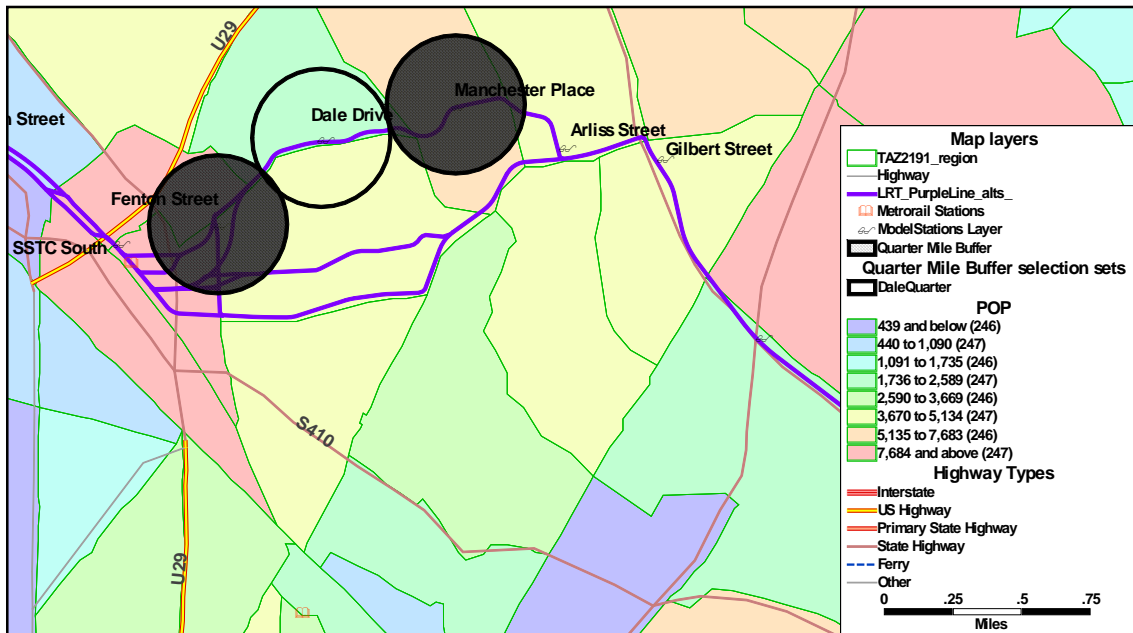 U29
Manchester Place
Dale Drive
n Street
Arliss Street
Gilbert Street
Fenton Street
SSTC South
S410
U29
Map layers
TAZ2191_region
Highway
LRT_PurpleLine_alts_
Metrorail Stations
ModelStations Layer
Quarter Mile Buffer
Quarter Mile Buffer selection sets
DaleQuarter
POP
439 and below (246)
440 to 1,090 (247)
1,091 to 1,735 (246)
1,736 to 2,589 (247)
2,590 to 3,669 (246)
3,670 to 5,134 (247)
5,135 to 7,683 (246)
7,684 and above (247)
Highway Types
Interstate
US Highway
Primary State Highway
State Highway
Ferry
Other
0 .25 .5 .75
Miles